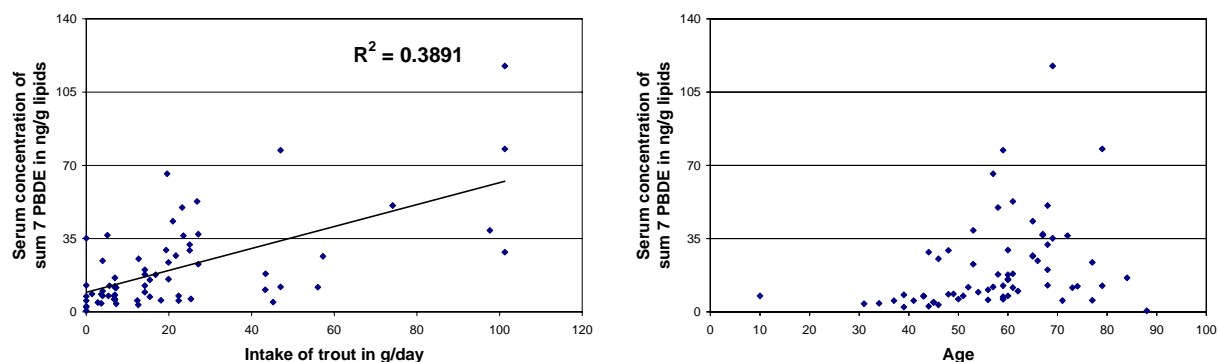 Serum concentration of
sum 7 PBDE in ng/g lipids
140
105
70
35
0
R² = 0.3891
0 20 40 60 80 100 120
Intake of trout in g/day
Serum concentration of
sum 7 PBDE in ng/g lipids
140
105
70
35
0
0 10 20 30 40 50 60 70 80 90 100
Age